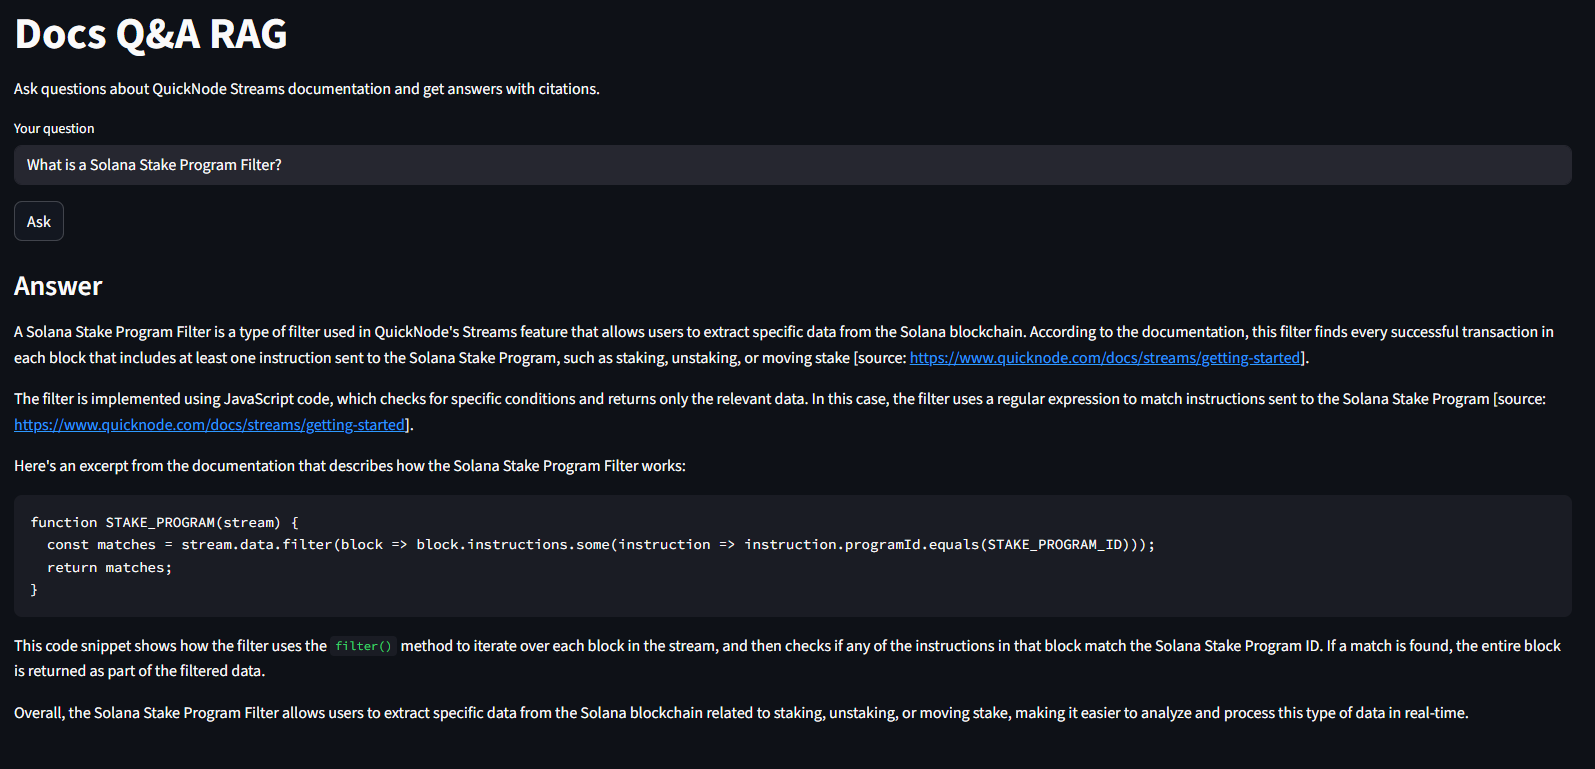 Docs Q&A RAG
Ask questions about QuickNode Streams documentation and get answers with citations.
Your question
What is a Solana Stake Program Filter?
Ask
Answer
A Solana Stake Program Filter is a type of filter used in QuickNode's Streams feature that allows users to extract specific data from the Solana blockchain. According to the documentation, this filter finds every successful transaction in
each block that includes at least one instruction sent to the Solana Stake Program, such as staking, unstaking, or moving stake [source: https://www.quicknode.com/docs/streams/getting-started].
The filter is implemented using JavaScript code, which checks for specific conditions and returns only the relevant data. In this case, the filter uses a regular expression to match instructions sent to the Solana Stake Program [source:
https://www.quicknode.com/docs/streams/getting-started].
Here's an excerpt from the documentation that describes how the Solana Stake Program Filter works:
function STAKE_PROGRAM(stream) {
  const matches = stream.data.filter(block => block.instructions.some(instruction => instruction.programId.equals(STAKE_PROGRAM_ID)));
  return matches;
}
This code snippet shows how the filter uses the filter() method to iterate over each block in the stream, and then checks if any of the instructions in that block match the Solana Stake Program ID. If a match is found, the entire block
is returned as part of the filtered data.
Overall, the Solana Stake Program Filter allows users to extract specific data from the Solana blockchain related to staking, unstaking, or moving stake, making it easier to analyze and process this type of data in real-time.